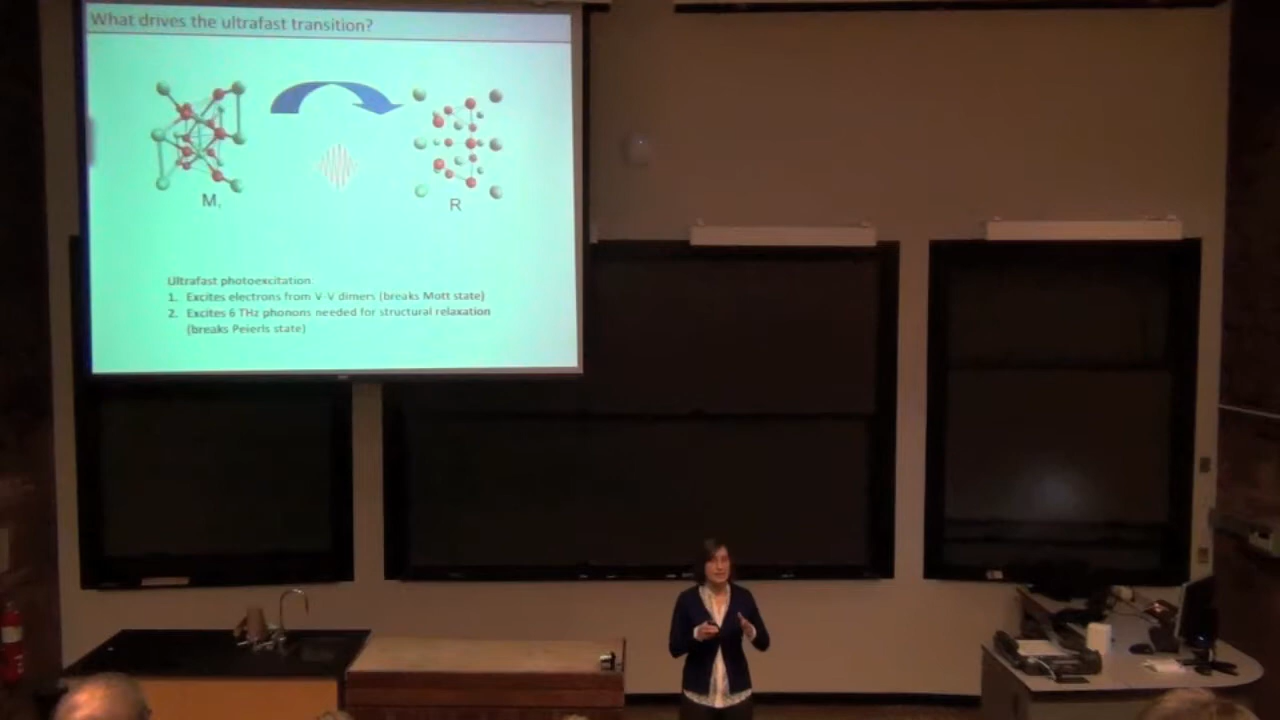 What drives the ultrafast transition?
M₁
R
Ultrafast photoexcitation:
1. Excites electrons from V-V dimers (breaks Mott state)
2. Excites 6 THz phonons needed for structural relaxation
(breaks Peierls state)